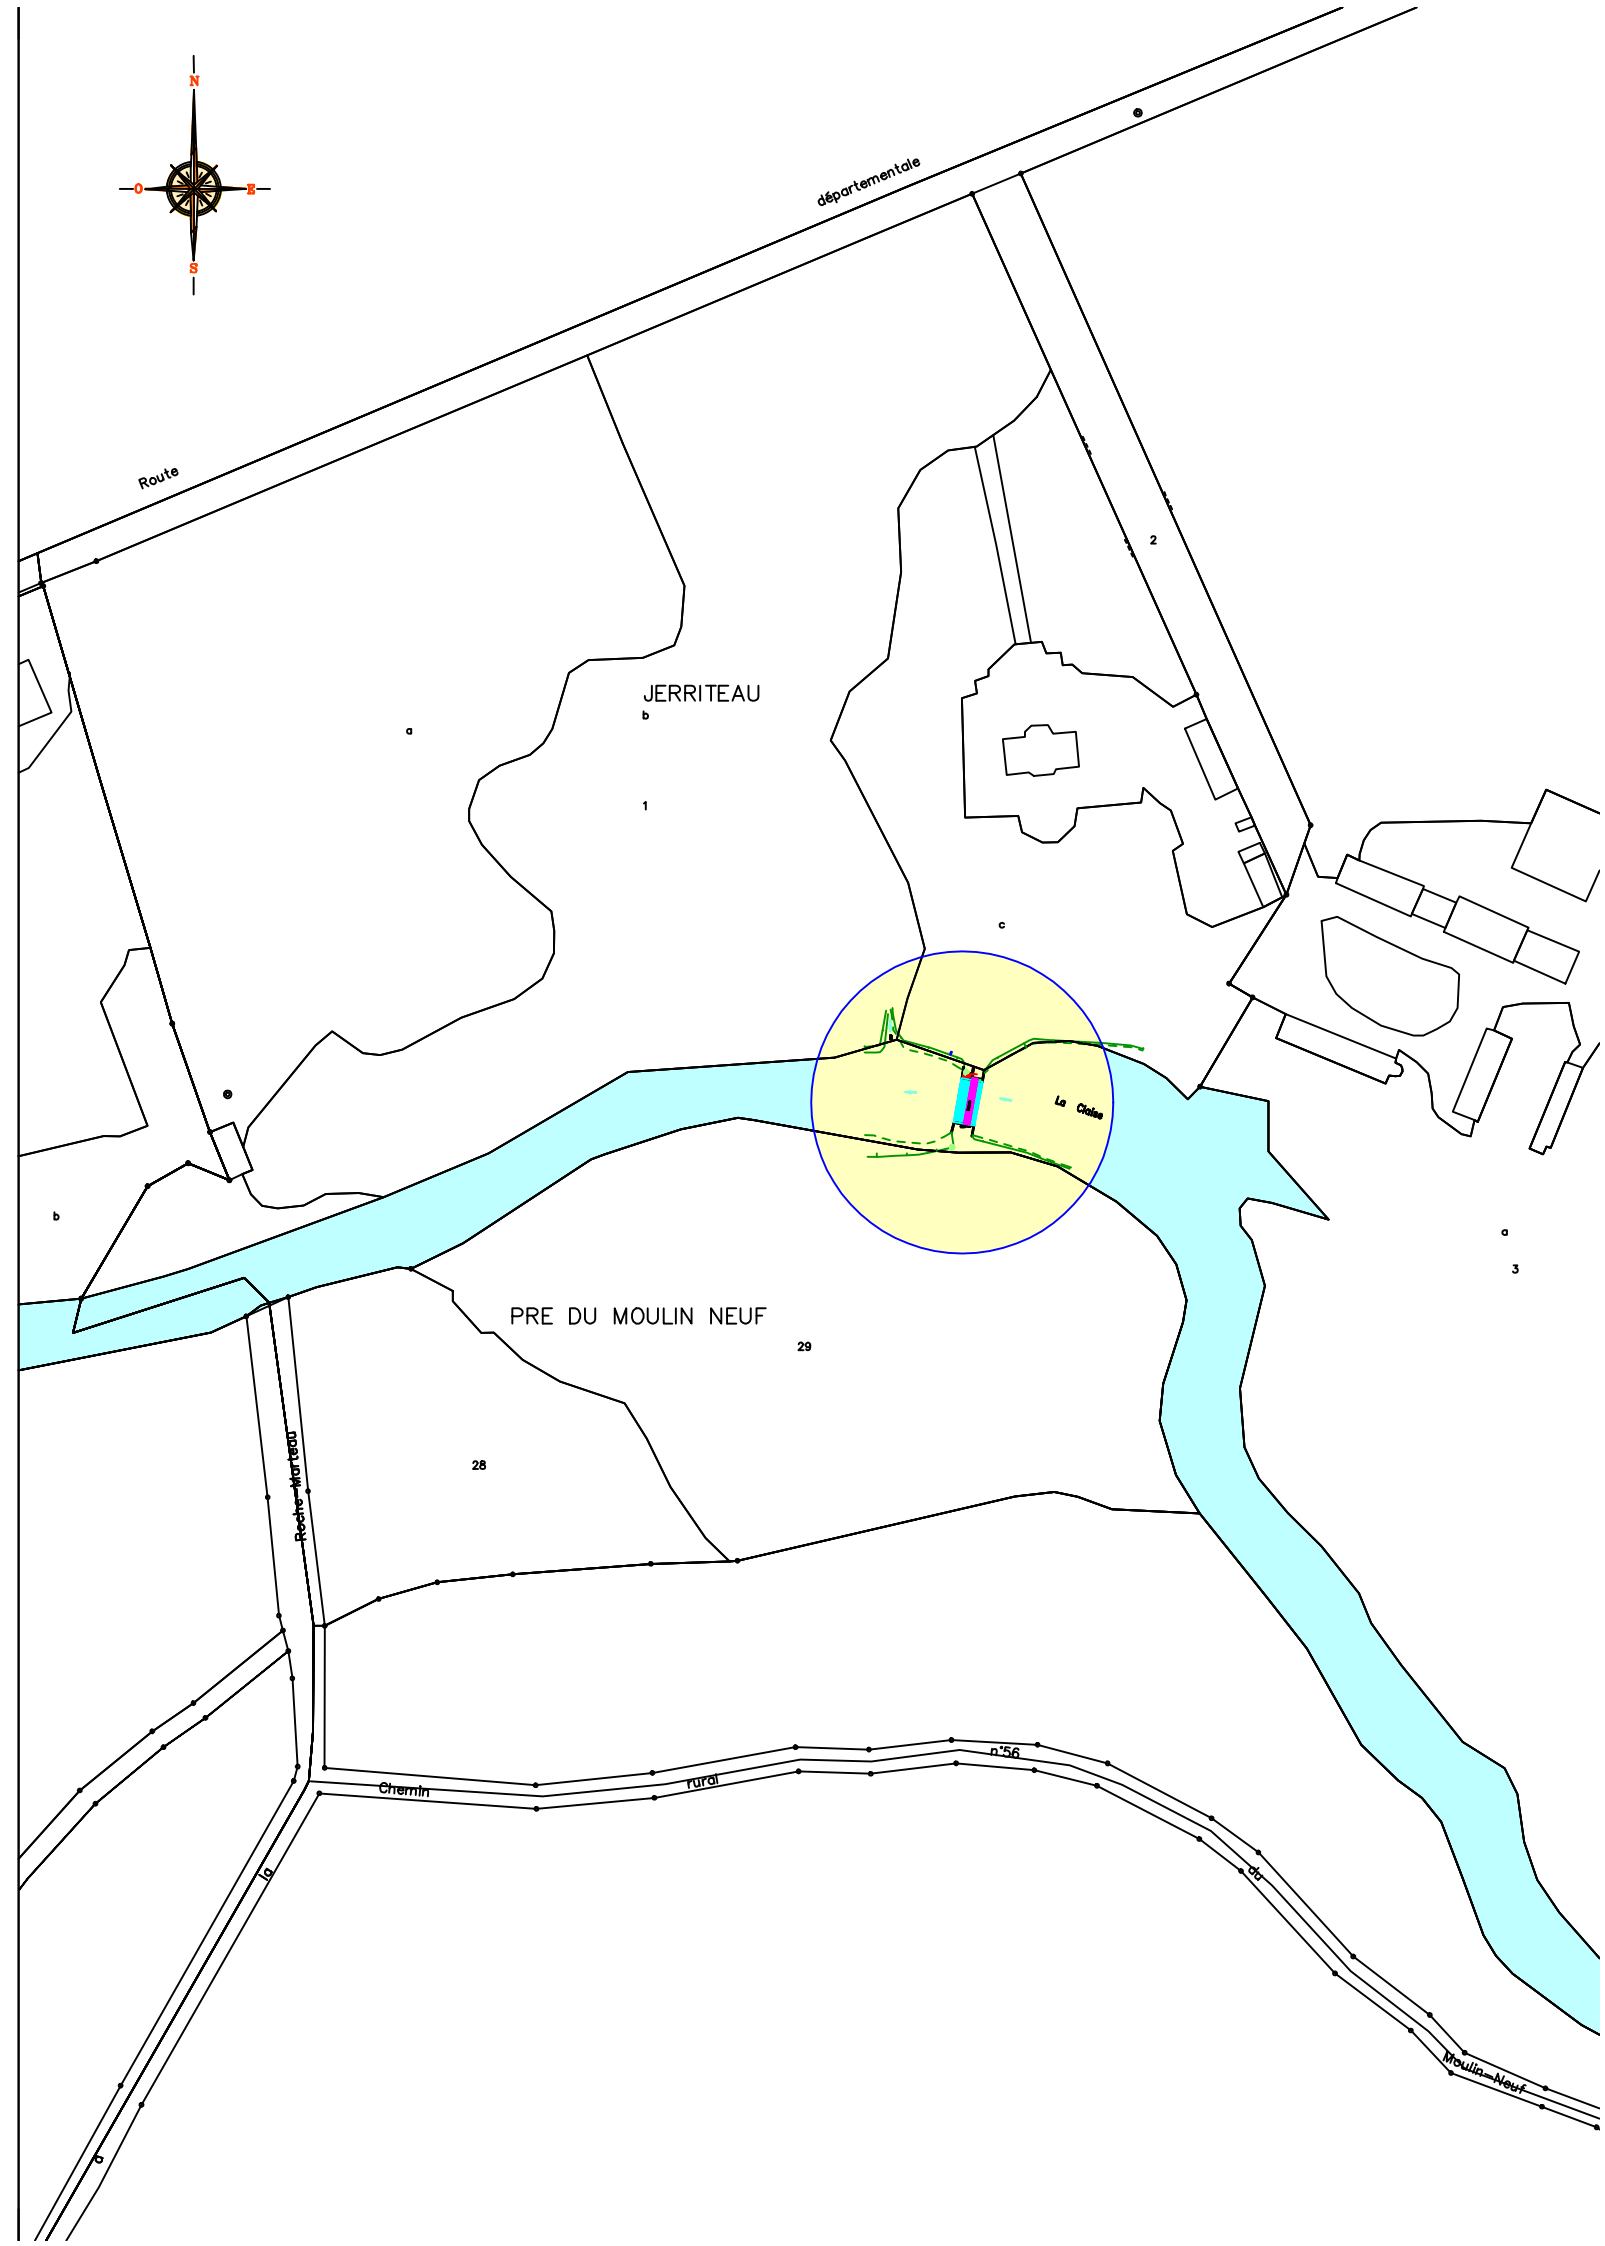 N
O E
S
départementale
Route
2
JERRITEAU
b
a
1
c
La Claise
b
a
3
PRE DU MOULIN NEUF
29
28
Roche-Marteau
n°56
Chemin
rural
la
du
Moulin-Neuf
a